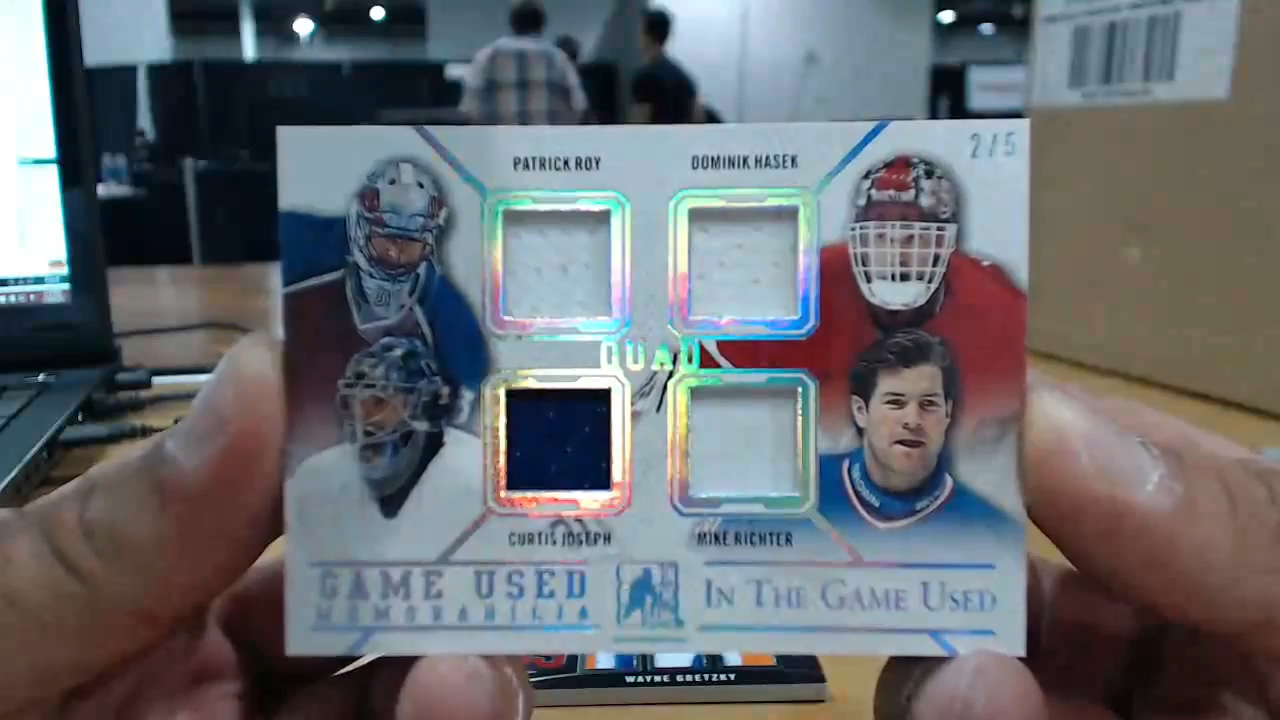 2/5
PATRICK ROY
DOMINIK HASEK
QUAD
CURTIS JOSEPH
MIKE RICHTER
GAME USED
MEMORABILIA
IN THE GAME USED
WAYNE GRETZKY